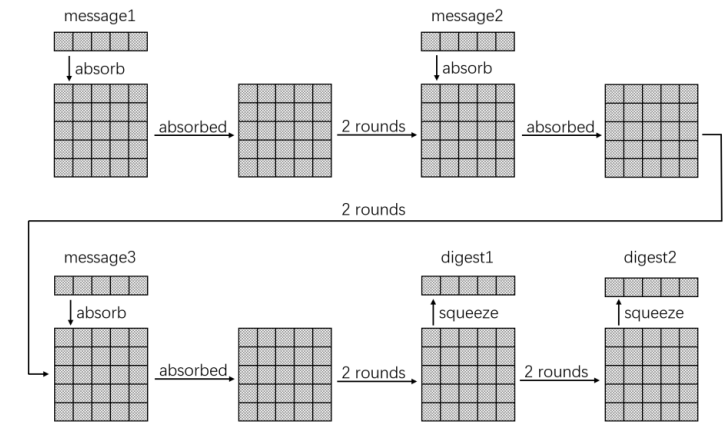 message1
message2
absorb
absorb
absorbed
2 rounds
absorbed
2 rounds
message3
digest1
digest2
absorb
squeeze
squeeze
absorbed
2 rounds
2 rounds